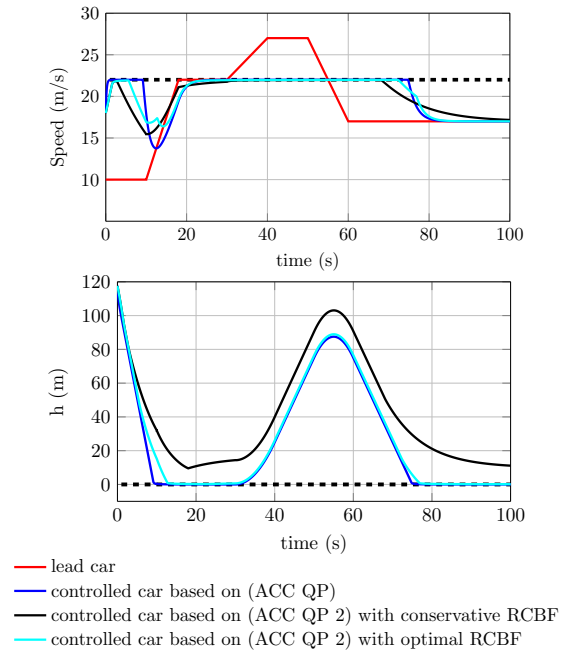 30
25
20
15
10
Speed (m/s)
0 20 40 60 80 100
time (s)
120
100
80
60
40
20
0
h (m)
0 20 40 60 80 100
time (s)
lead car
controlled car based on (ACC QP)
controlled car based on (ACC QP 2) with conservative RCBF
controlled car based on (ACC QP 2) with optimal RCBF